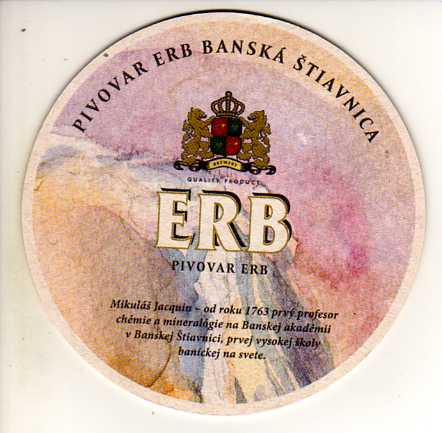 PIVOVAR ERB BANSKÁ ŠTIAVNICA
BREWERY
QUALITY PRODUCT
ERB
PIVOVAR ERB
Mikuláš Jacquin - od roku 1763 prvý profesor
chémie a mineralógie na Banskej akadémii
v Banskej Štiavnici, prvej vysokej školy
baníckej na svete.